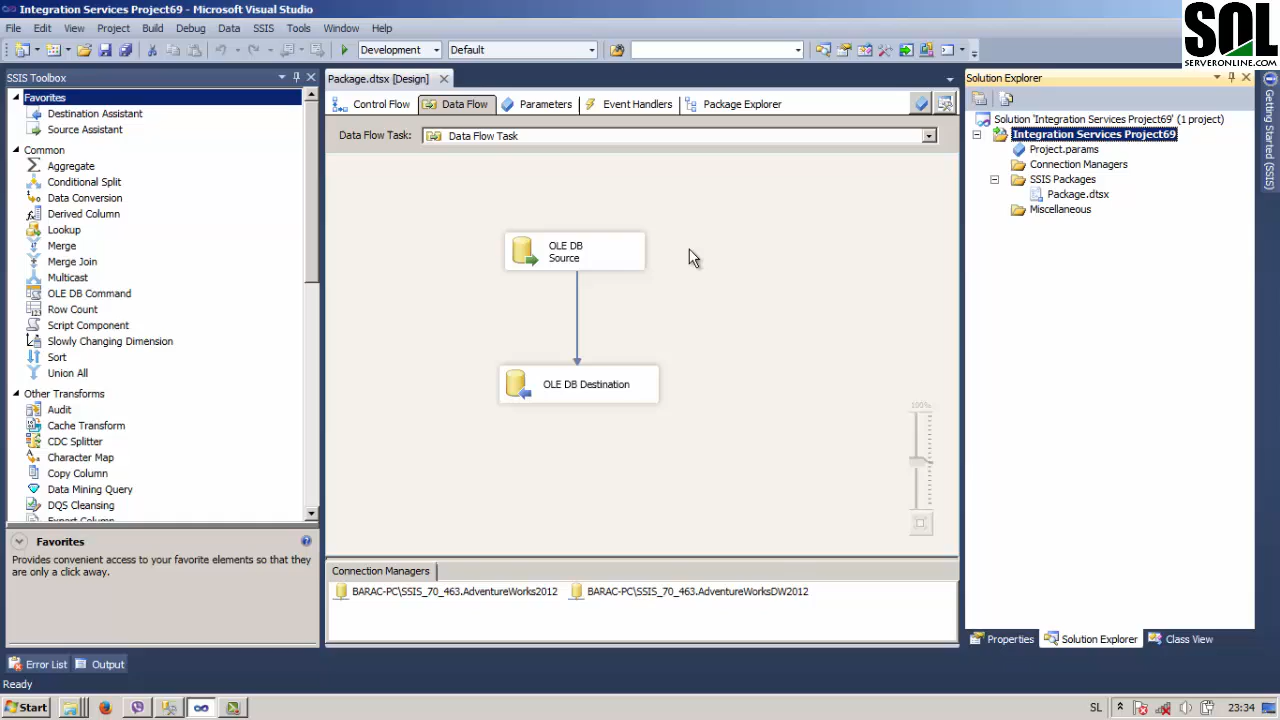 Integration Services Project69 - Microsoft Visual Studio
SQL
SERVERONLINE.COM
File Edit View Project Build Debug Data SSIS Tools Window Help
Development Default
SSIS Toolbox
Favorites
Destination Assistant
Source Assistant
Common
Aggregate
Conditional Split
Data Conversion
Derived Column
Lookup
Merge
Merge Join
Multicast
OLE DB Command
Row Count
Script Component
Slowly Changing Dimension
Sort
Union All
Other Transforms
Audit
Cache Transform
CDC Splitter
Character Map
Copy Column
Data Mining Query
DQS Cleansing
Export Column
Favorites
Provides convenient access to your favorite elements so that they
are only a click away.
Package.dtsx [Design]
Control Flow Data Flow Parameters Event Handlers Package Explorer
Data Flow Task: Data Flow Task
OLE DB
Source
OLE DB Destination
100%
Connection Managers
BARAC-PC\SSIS_70_463.AdventureWorks2012 BARAC-PC\SSIS_70_463.AdventureWorksDW2012
Solution Explorer
Solution 'Integration Services Project69' (1 project)
Integration Services Project69
Project.params
Connection Managers
SSIS Packages
Package.dtsx
Miscellaneous
Properties Solution Explorer Class View
Getting Started (SSIS)
Error List Output
Ready
Start SL 23:34